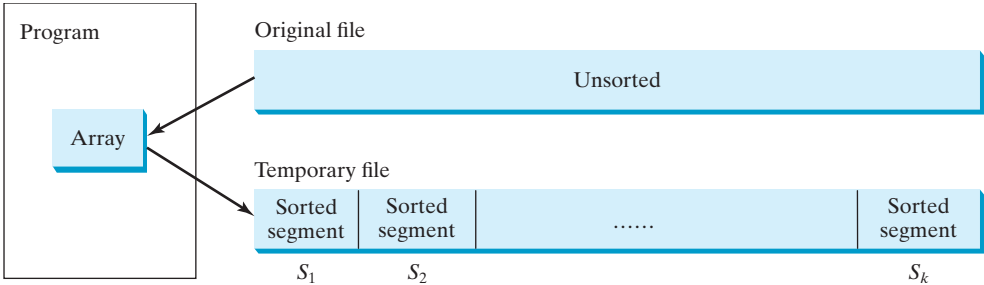 Program
Original file
Unsorted
Array
Temporary file
Sorted
segment
Sorted
segment
......
Sorted
segment
S1
S2
Sk